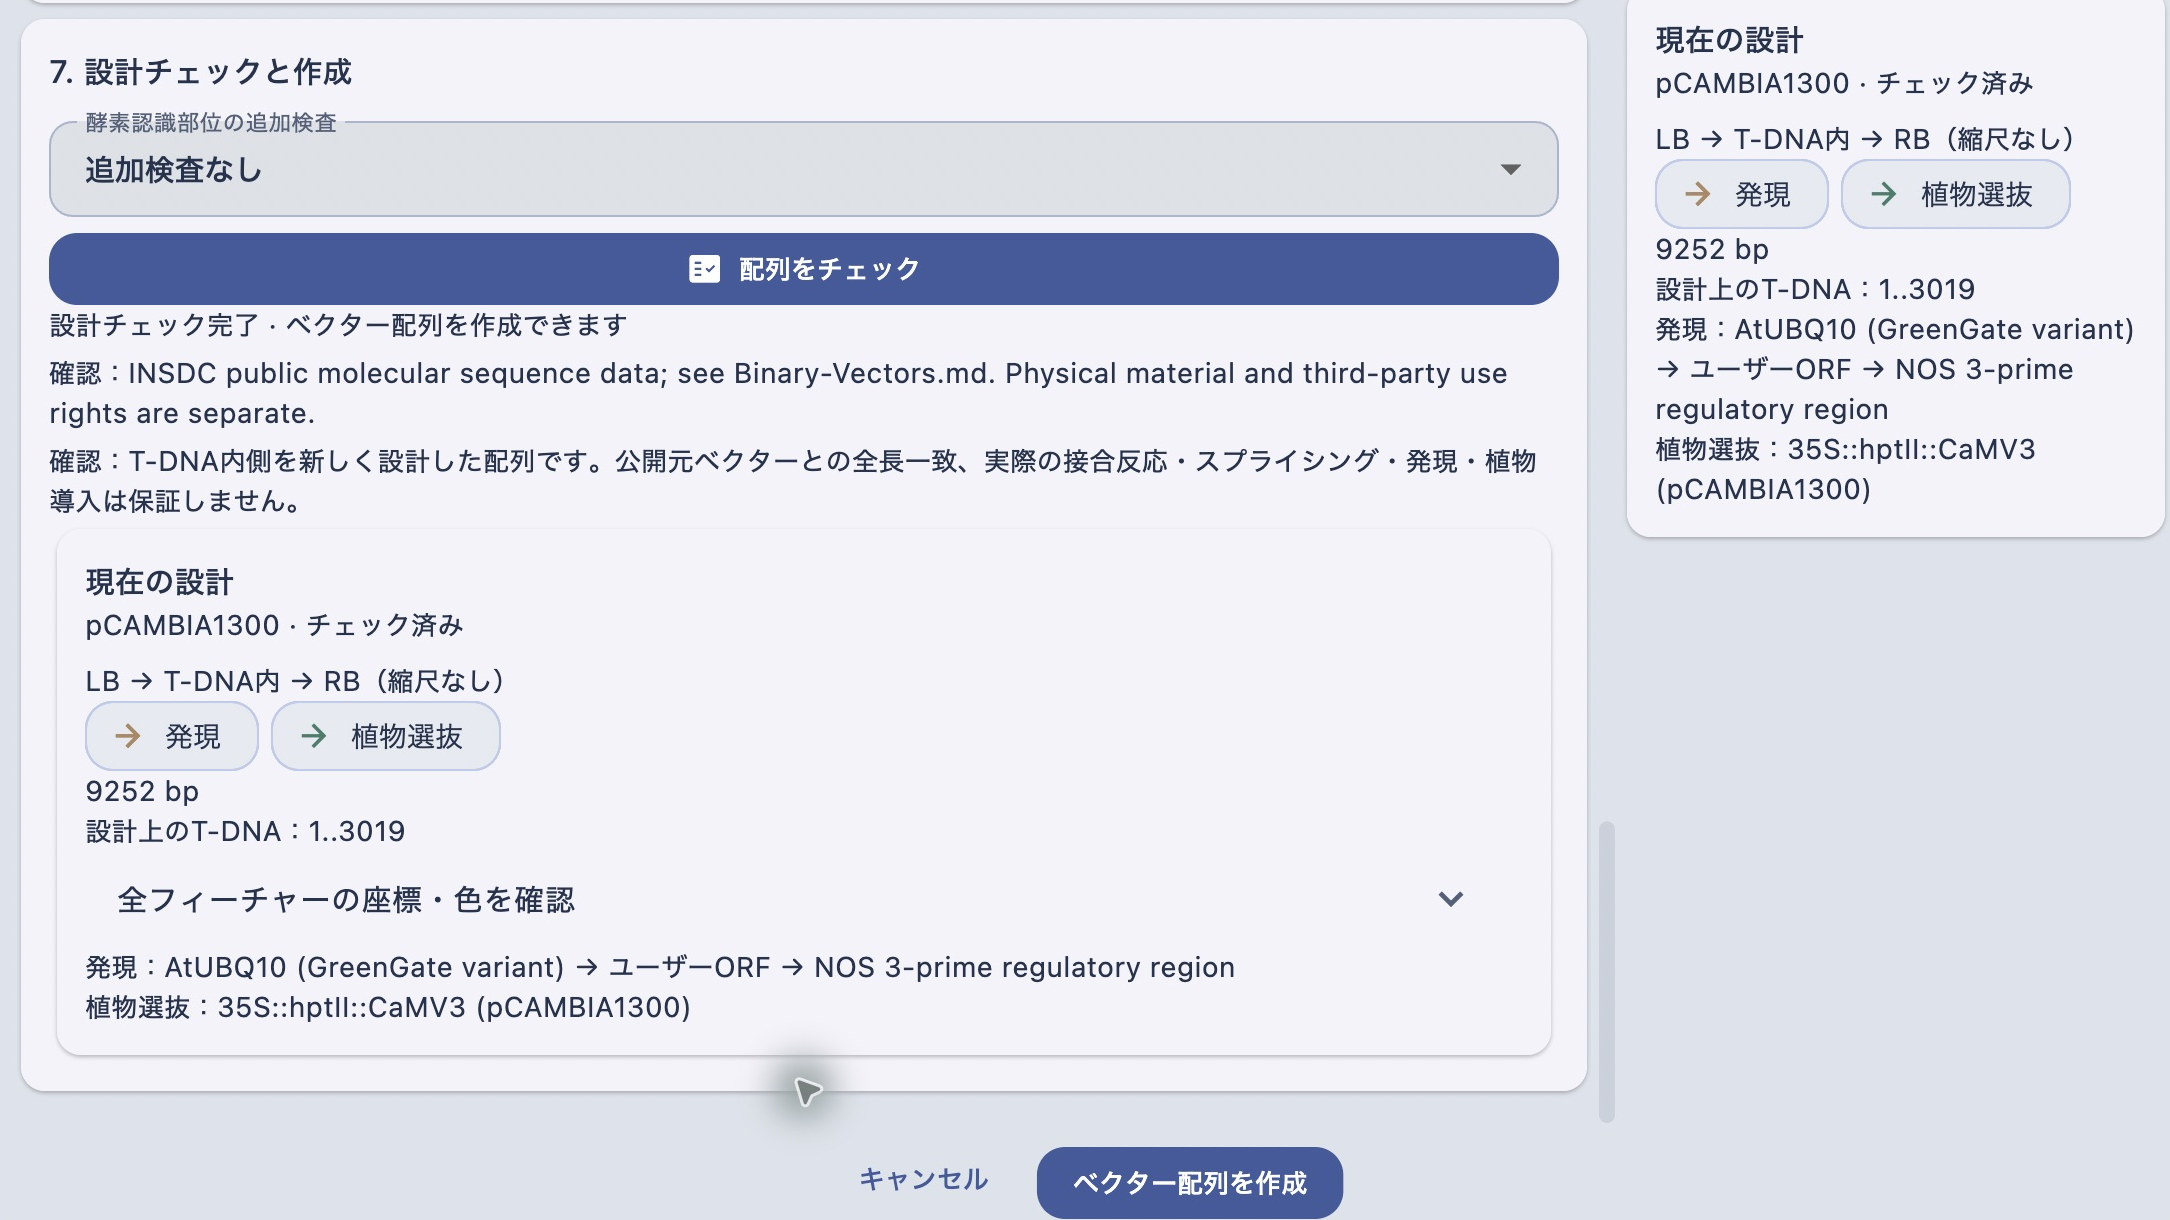 7. 設計チェックと作成
酵素認識部位の追加検査
追加検査なし
配列をチェック
設計チェック完了 · ベクター配列を作成できます
確認：INSDC public molecular sequence data; see Binary-Vectors.md. Physical material and third-party use
rights are separate.
確認：T-DNA内側を新しく設計した配列です。公開元ベクターとの全長一致、実際の接合反応・スプライシング・発現・植物
導入は保証しません。
現在の設計
pCAMBIA1300 · チェック済み
LB → T-DNA内 → RB（縮尺なし）
→ 発現
→ 植物選抜
9252 bp
設計上のT-DNA：1..3019
全フィーチャーの座標・色を確認
発現：AtUBQ10 (GreenGate variant) → ユーザーORF → NOS 3-prime regulatory region
植物選抜：35S::hptII::CaMV3 (pCAMBIA1300)
キャンセル
ベクター配列を作成
現在の設計
pCAMBIA1300 · チェック済み
LB → T-DNA内 → RB（縮尺なし）
→ 発現
→ 植物選抜
9252 bp
設計上のT-DNA：1..3019
発現：AtUBQ10 (GreenGate variant)
→ ユーザーORF → NOS 3-prime
regulatory region
植物選抜：35S::hptII::CaMV3
(pCAMBIA1300)